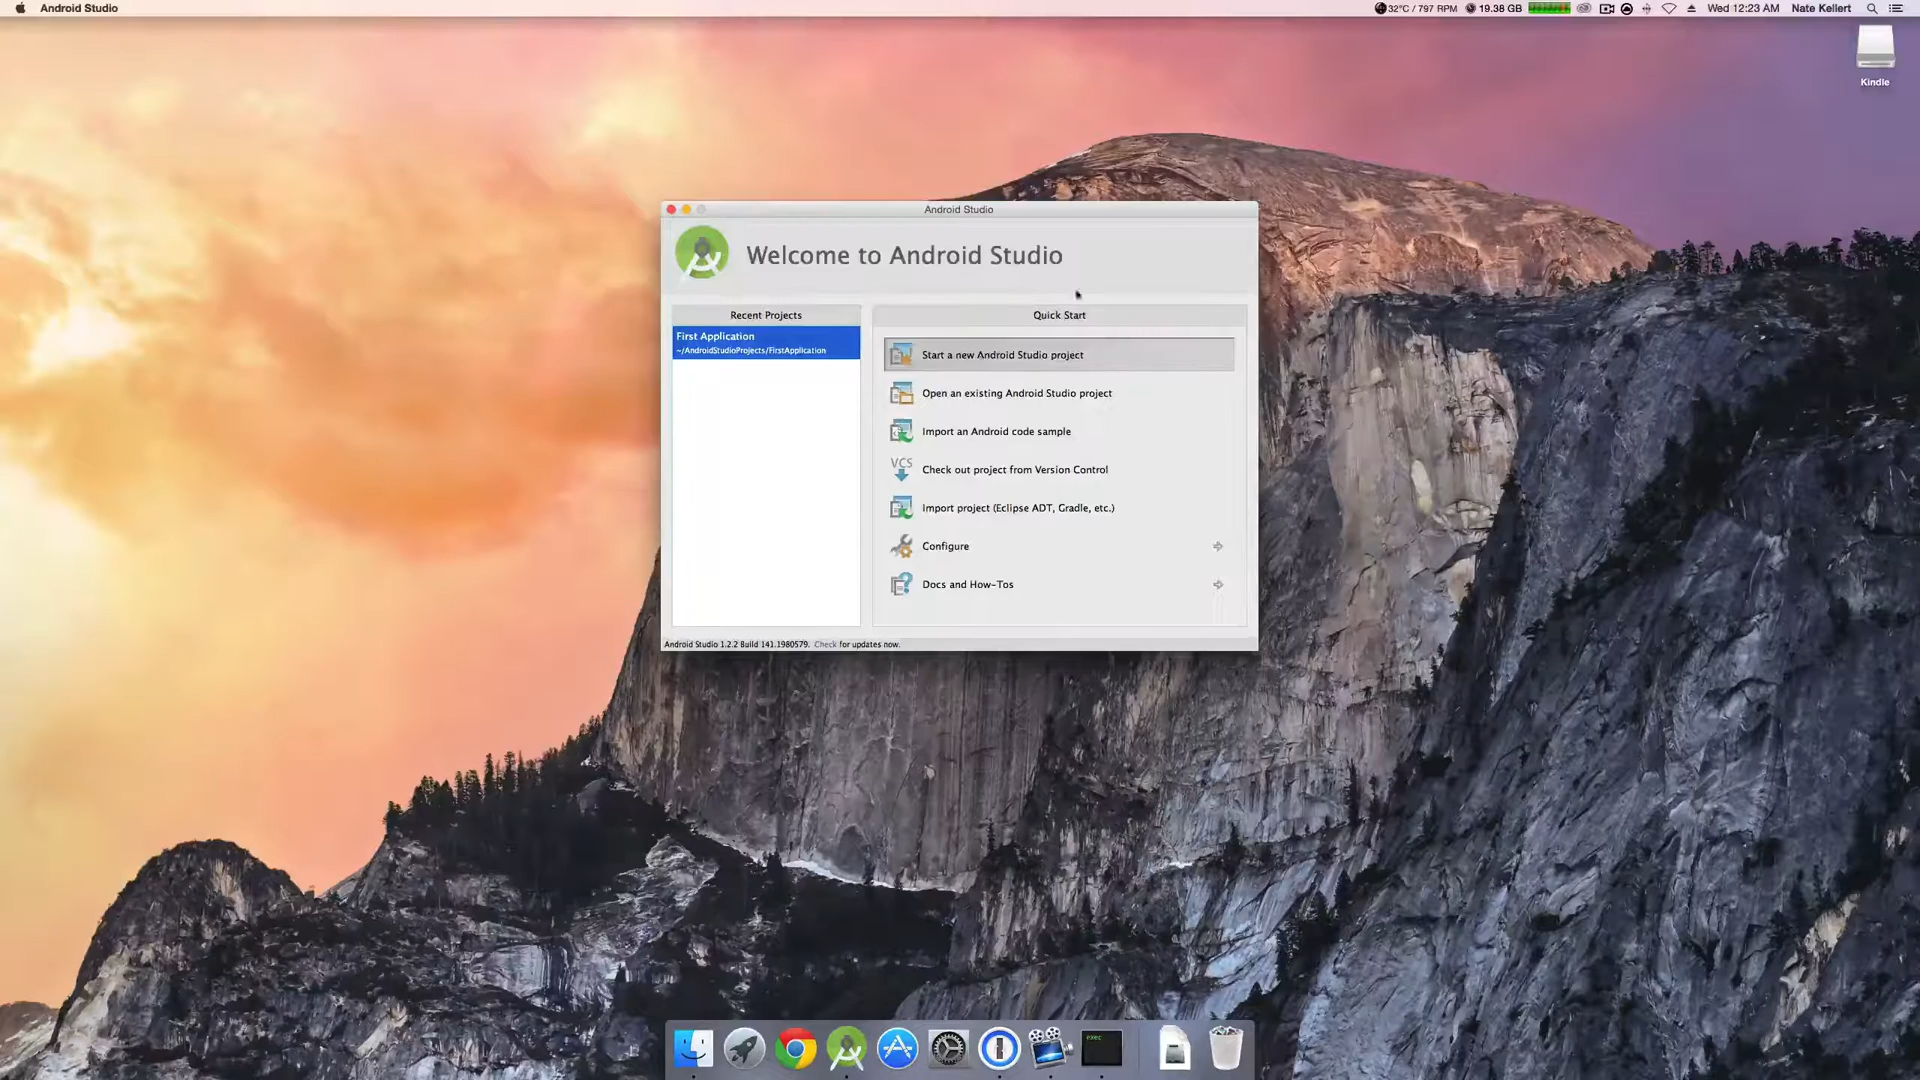 Android Studio
32°C / 797 RPM
19.38 GB
Wed 12:23 AM
Nate Kellert
Kindle
Android Studio
Welcome to Android Studio
Recent Projects
First Application
~/AndroidStudioProjects/FirstApplication
Quick Start
Start a new Android Studio project
Open an existing Android Studio project
Import an Android code sample
VCS
Check out project from Version Control
Import project (Eclipse ADT, Gradle, etc.)
Configure
Docs and How-Tos
Android Studio 1.2.2 Build 141.1980579. Check for updates now.
exec